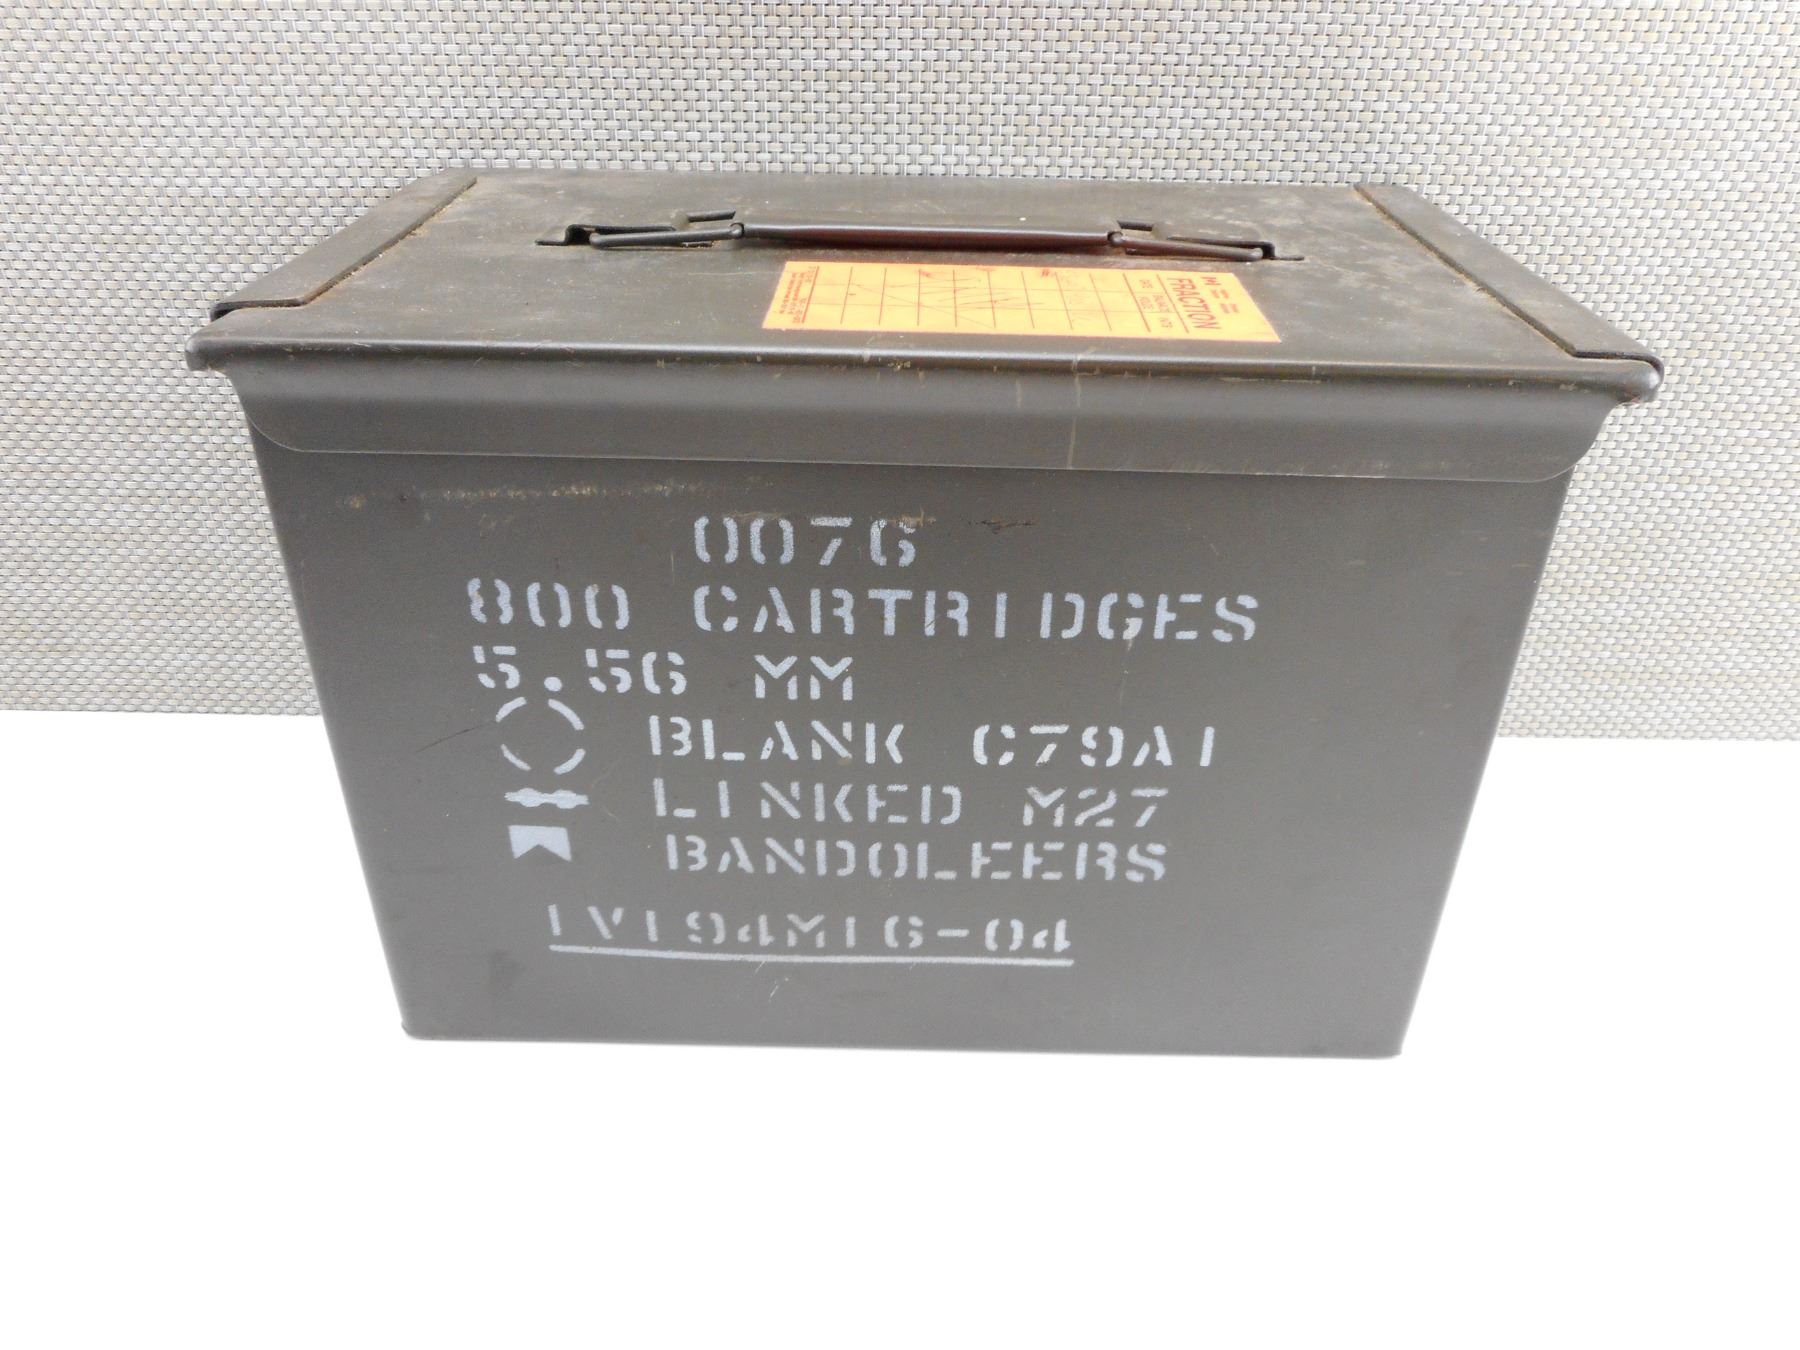 FRACTION
0076
800 CARTRIDGES
5.56 MM
BLANK C79A1
LINKED M27
BANDOLEERS
IVI94M16-04